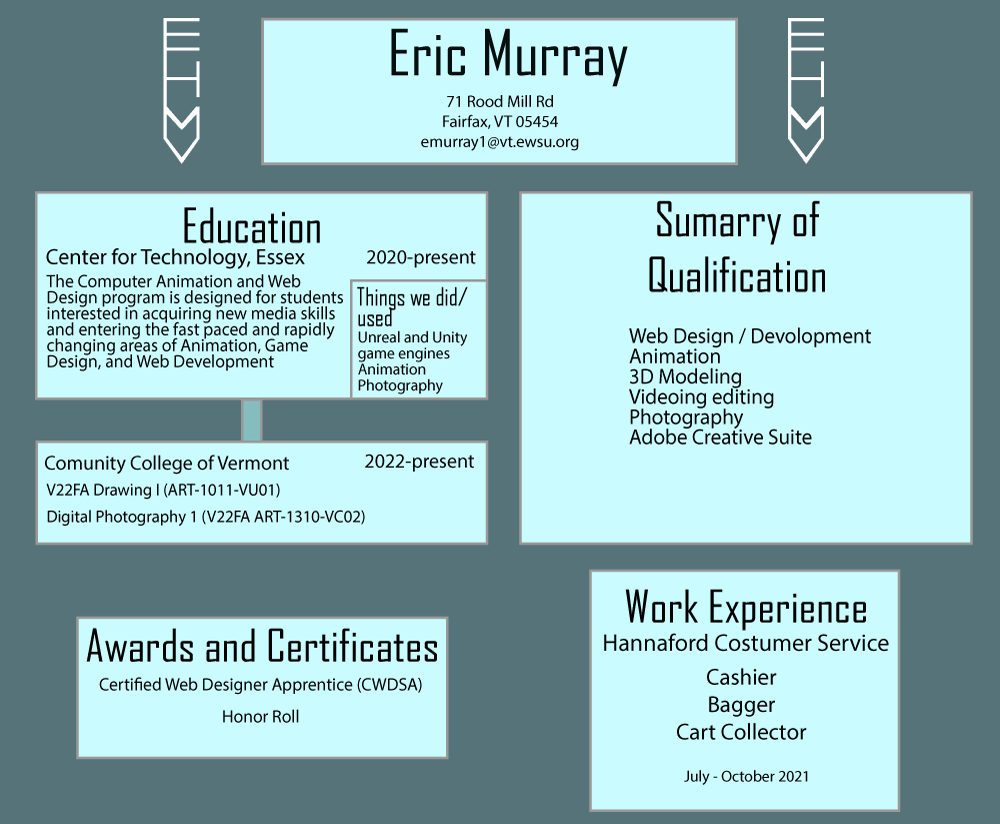 Eric Murray
71 Rood Mill Rd
Fairfax, VT 05454
emurray1@vt.ewsu.org
Education
Center for Technology, Essex 2020-present
The Computer Animation and Web
Design program is designed for students
interested in acquiring new media skills
and entering the fast paced and rapidly
changing areas of Animation, Game
Design, and Web Development
Things we did/
used
Unreal and Unity
game engines
Animation
Photography
Comunity College of Vermont 2022-present
V22FA Drawing I (ART-1011-VU01)
Digital Photography 1 (V22FA ART-1310-VC02)
Sumarry of
Qualification
Web Design / Devolopment
Animation
3D Modeling
Videoing editing
Photography
Adobe Creative Suite
Awards and Certificates
Certified Web Designer Apprentice (CWDSA)
Honor Roll
Work Experience
Hannaford Costumer Service
Cashier
Bagger
Cart Collector
July - October 2021